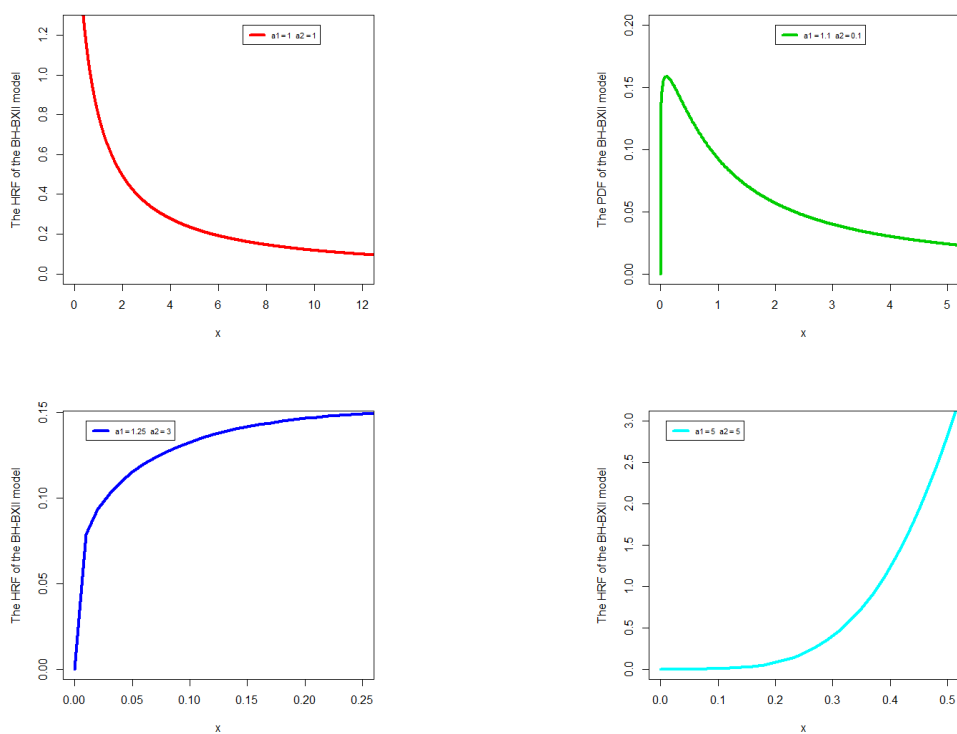 The HRF of the BH-BXII model
1.2
1.0
0.8
0.6
0.4
0.2
0.0
a1 = 1 a2 = 1
0 2 4 6 8 10 12
x
The PDF of the BH-BXII model
0.20
0.15
0.10
0.05
0.00
a1 = 1.1 a2 = 0.1
0 1 2 3 4 5
x
The HRF of the BH-BXII model
0.15
0.10
0.05
0.00
a1 = 1.25 a2 = 3
0.00 0.05 0.10 0.15 0.20 0.25
x
The HRF of the BH-BXII model
3.0
2.5
2.0
1.5
1.0
0.5
0.0
a1 = 5 a2 = 5
0.0 0.1 0.2 0.3 0.4 0.5
x